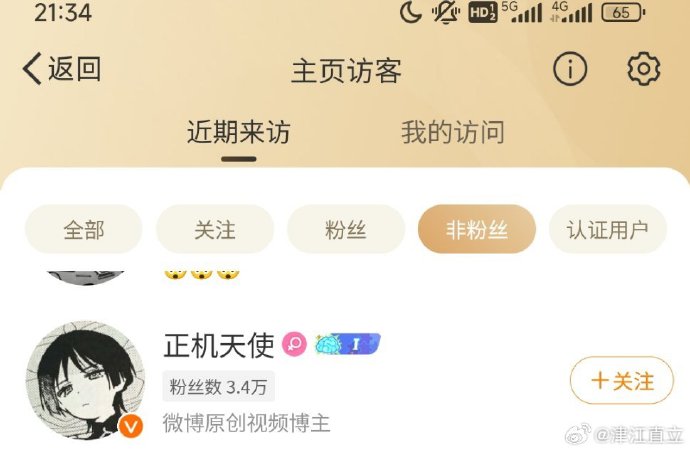 21:34 HD2 5G 4G 65
返回 主页访客
近期来访 我的访问
全部 关注 粉丝 非粉丝 认证用户
😲😲😲
正机天使 I
粉丝数 3.4万
+关注
微博原创视频博主
@津江直立